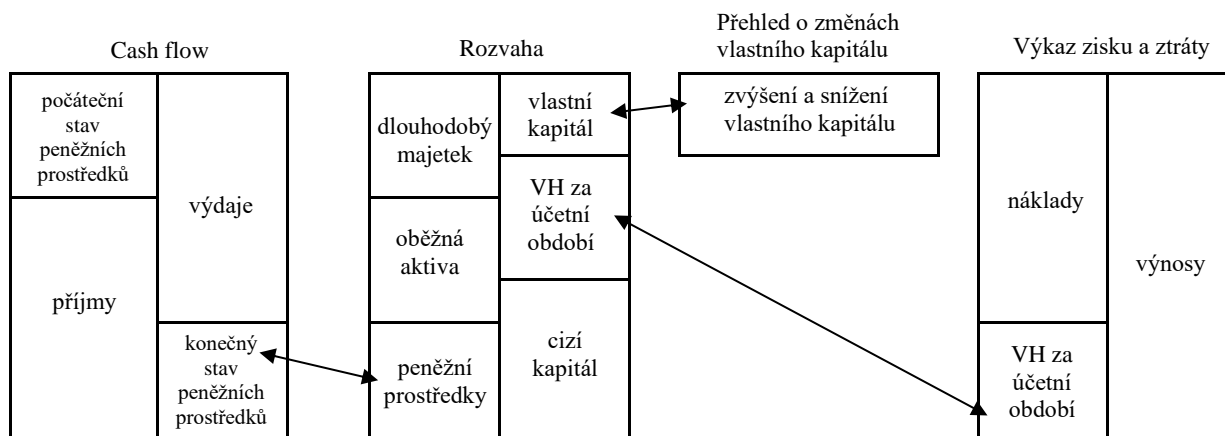 Cash flow
počáteční
stav
peněžních
prostředků
příjmy
výdaje
konečný
stav
peněžních
prostředků
Rozvaha
dlouhodobý
majetek
oběžná
aktiva
peněžní
prostředky
vlastní
kapitál
VH za
účetní
období
cizí
kapitál
Přehled o změnách
vlastního kapitálu
zvýšení a snížení
vlastního kapitálu
Výkaz zisku a ztráty
náklady
VH za
účetní
období
výnosy